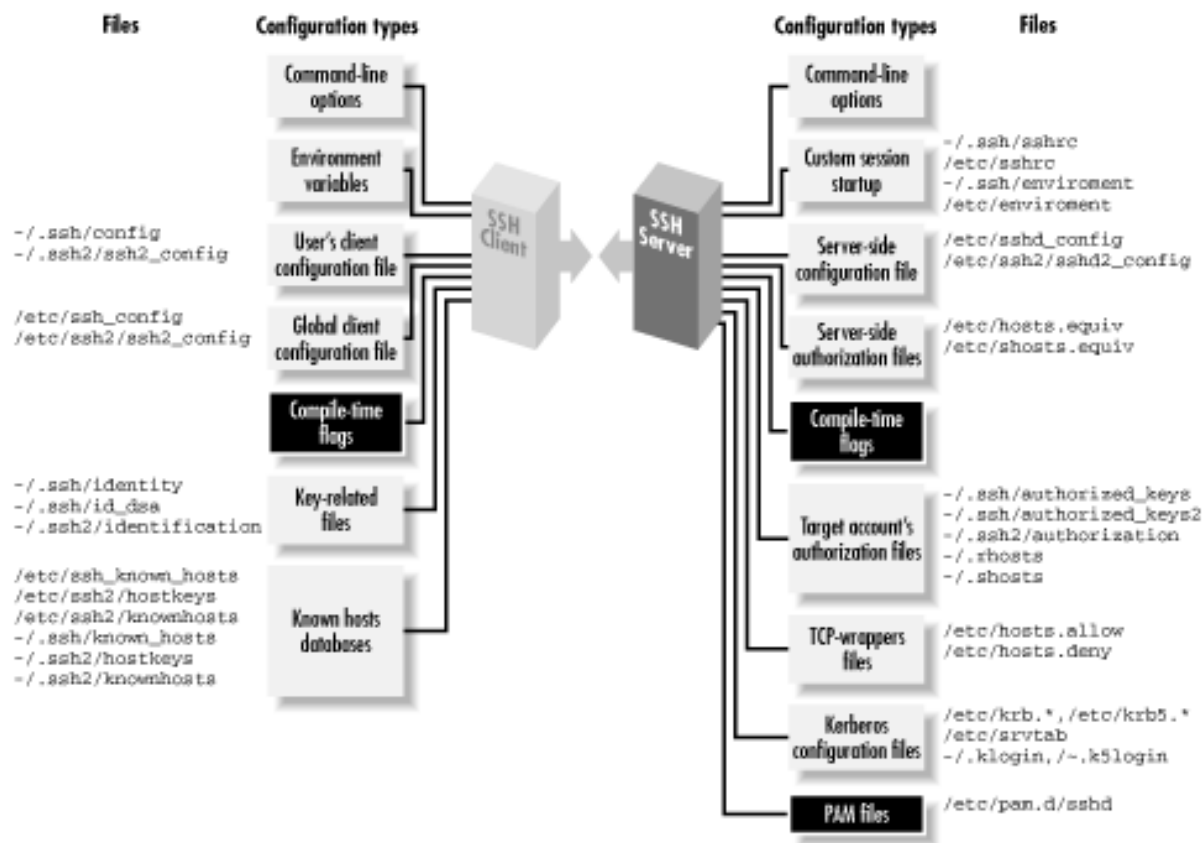 Files
Configuration types
Command-line
options
Environment
variables
~/.ssh/config
~/.ssh2/ssh2_config
User's client
configuration file
/etc/ssh_config
/etc/ssh2/ssh2_config
Global client
configuration file
Compile-time
flags
~/.ssh/identity
~/.ssh/id_dsa
~/.ssh2/identification
Key-related
files
/etc/ssh_known_hosts
/etc/ssh2/hostkeys
/etc/ssh2/knownhosts
~/.ssh/known_hosts
~/.ssh2/hostkeys
~/.ssh2/knownhosts
Known hosts
databases
SSH
Client
SSH
Server
Configuration types
Files
Command-line
options
Custom session
startup
~/.ssh/sshrc
/etc/sshrc
~/.ssh/enviroment
/etc/enviroment
Server-side
configuration file
/etc/sshd_config
/etc/ssh2/sshd2_config
Server-side
authorization files
/etc/hosts.equiv
/etc/shosts.equiv
Compile-time
flags
Target account's
authorization files
~/.ssh/authorized_keys
~/.ssh/authorized_keys2
~/.ssh2/authorization
~/.rhosts
~/.shosts
TCP-wrappers
files
/etc/hosts.allow
/etc/hosts.deny
Kerberos
configuration files
/etc/krb.*,/etc/krb5.*
/etc/srvtab
~/.klogin,/~.k5login
PAM files
/etc/pam.d/sshd